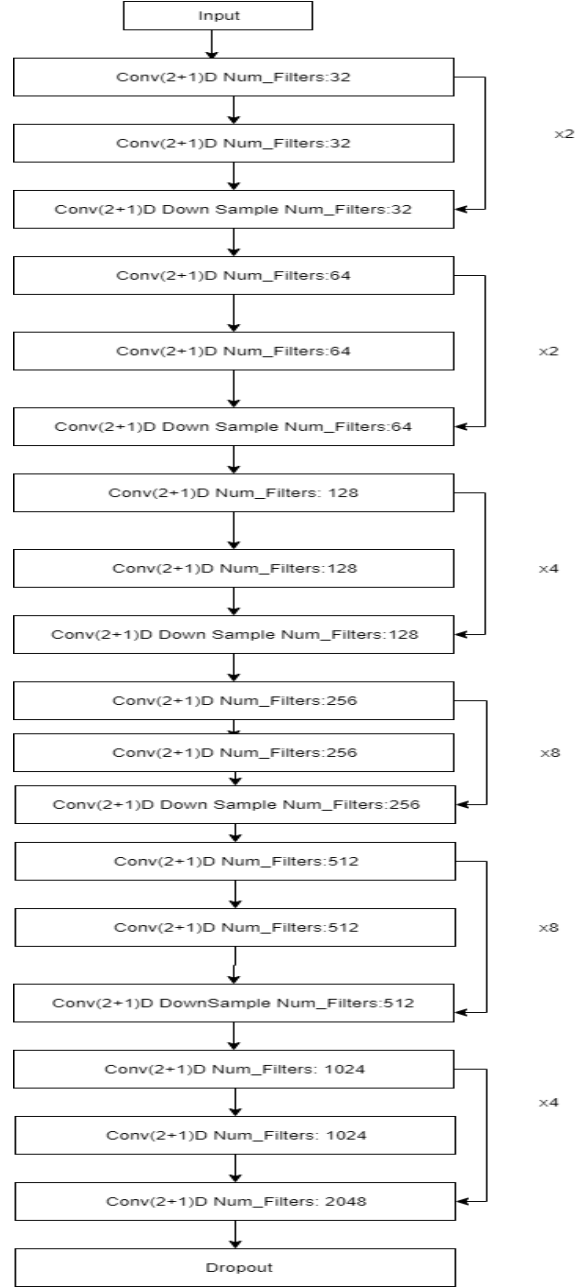 Input
Conv(2+1)D Num_Filters:32
x2
Conv(2+1)D Num_Filters:32
Conv(2+1)D Down Sample Num_Filters:32
Conv(2+1)D Num_Filters:64
Conv(2+1)D Num_Filters:64
x2
Conv(2+1)D Down Sample Num_Filters:64
Conv(2+1)D Num_Filters: 128
Conv(2+1)D Num_Filters:128
x4
Conv(2+1)D Down Sample Num_Filters:128
Conv(2+1)D Num_Filters:256
Conv(2+1)D Num_Filters:256
x8
Conv(2+1)D Down Sample Num_Filters:256
Conv(2+1)D Num_Filters:512
Conv(2+1)D Num_Filters:512
x8
Conv(2+1)D DownSample Num_Filters:512
Conv(2+1)D Num_Filters: 1024
x4
Conv(2+1)D Num_Filters: 1024
Conv(2+1)D Num_Filters: 2048
Dropout